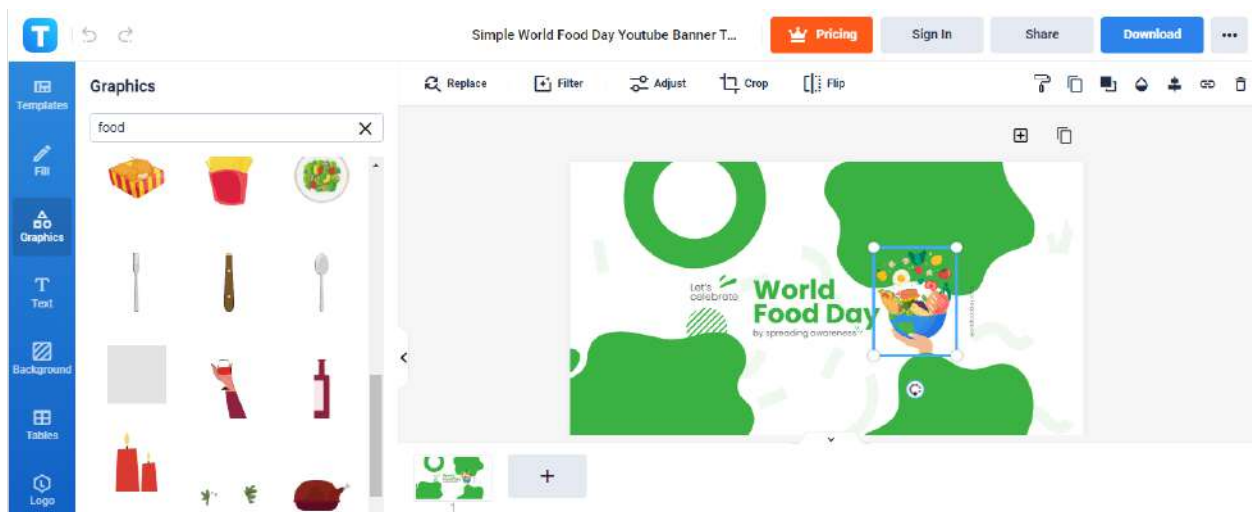 T
Simple World Food Day Youtube Banner T...
Pricing
Sign In
Share
Download
Templates
Fill
Graphics
Text
Background
Tables
Logo
Graphics
food
Replace
Filter
Adjust
Crop
Flip
Let's
celebrate
World
Food Day
by spreading awareness
1